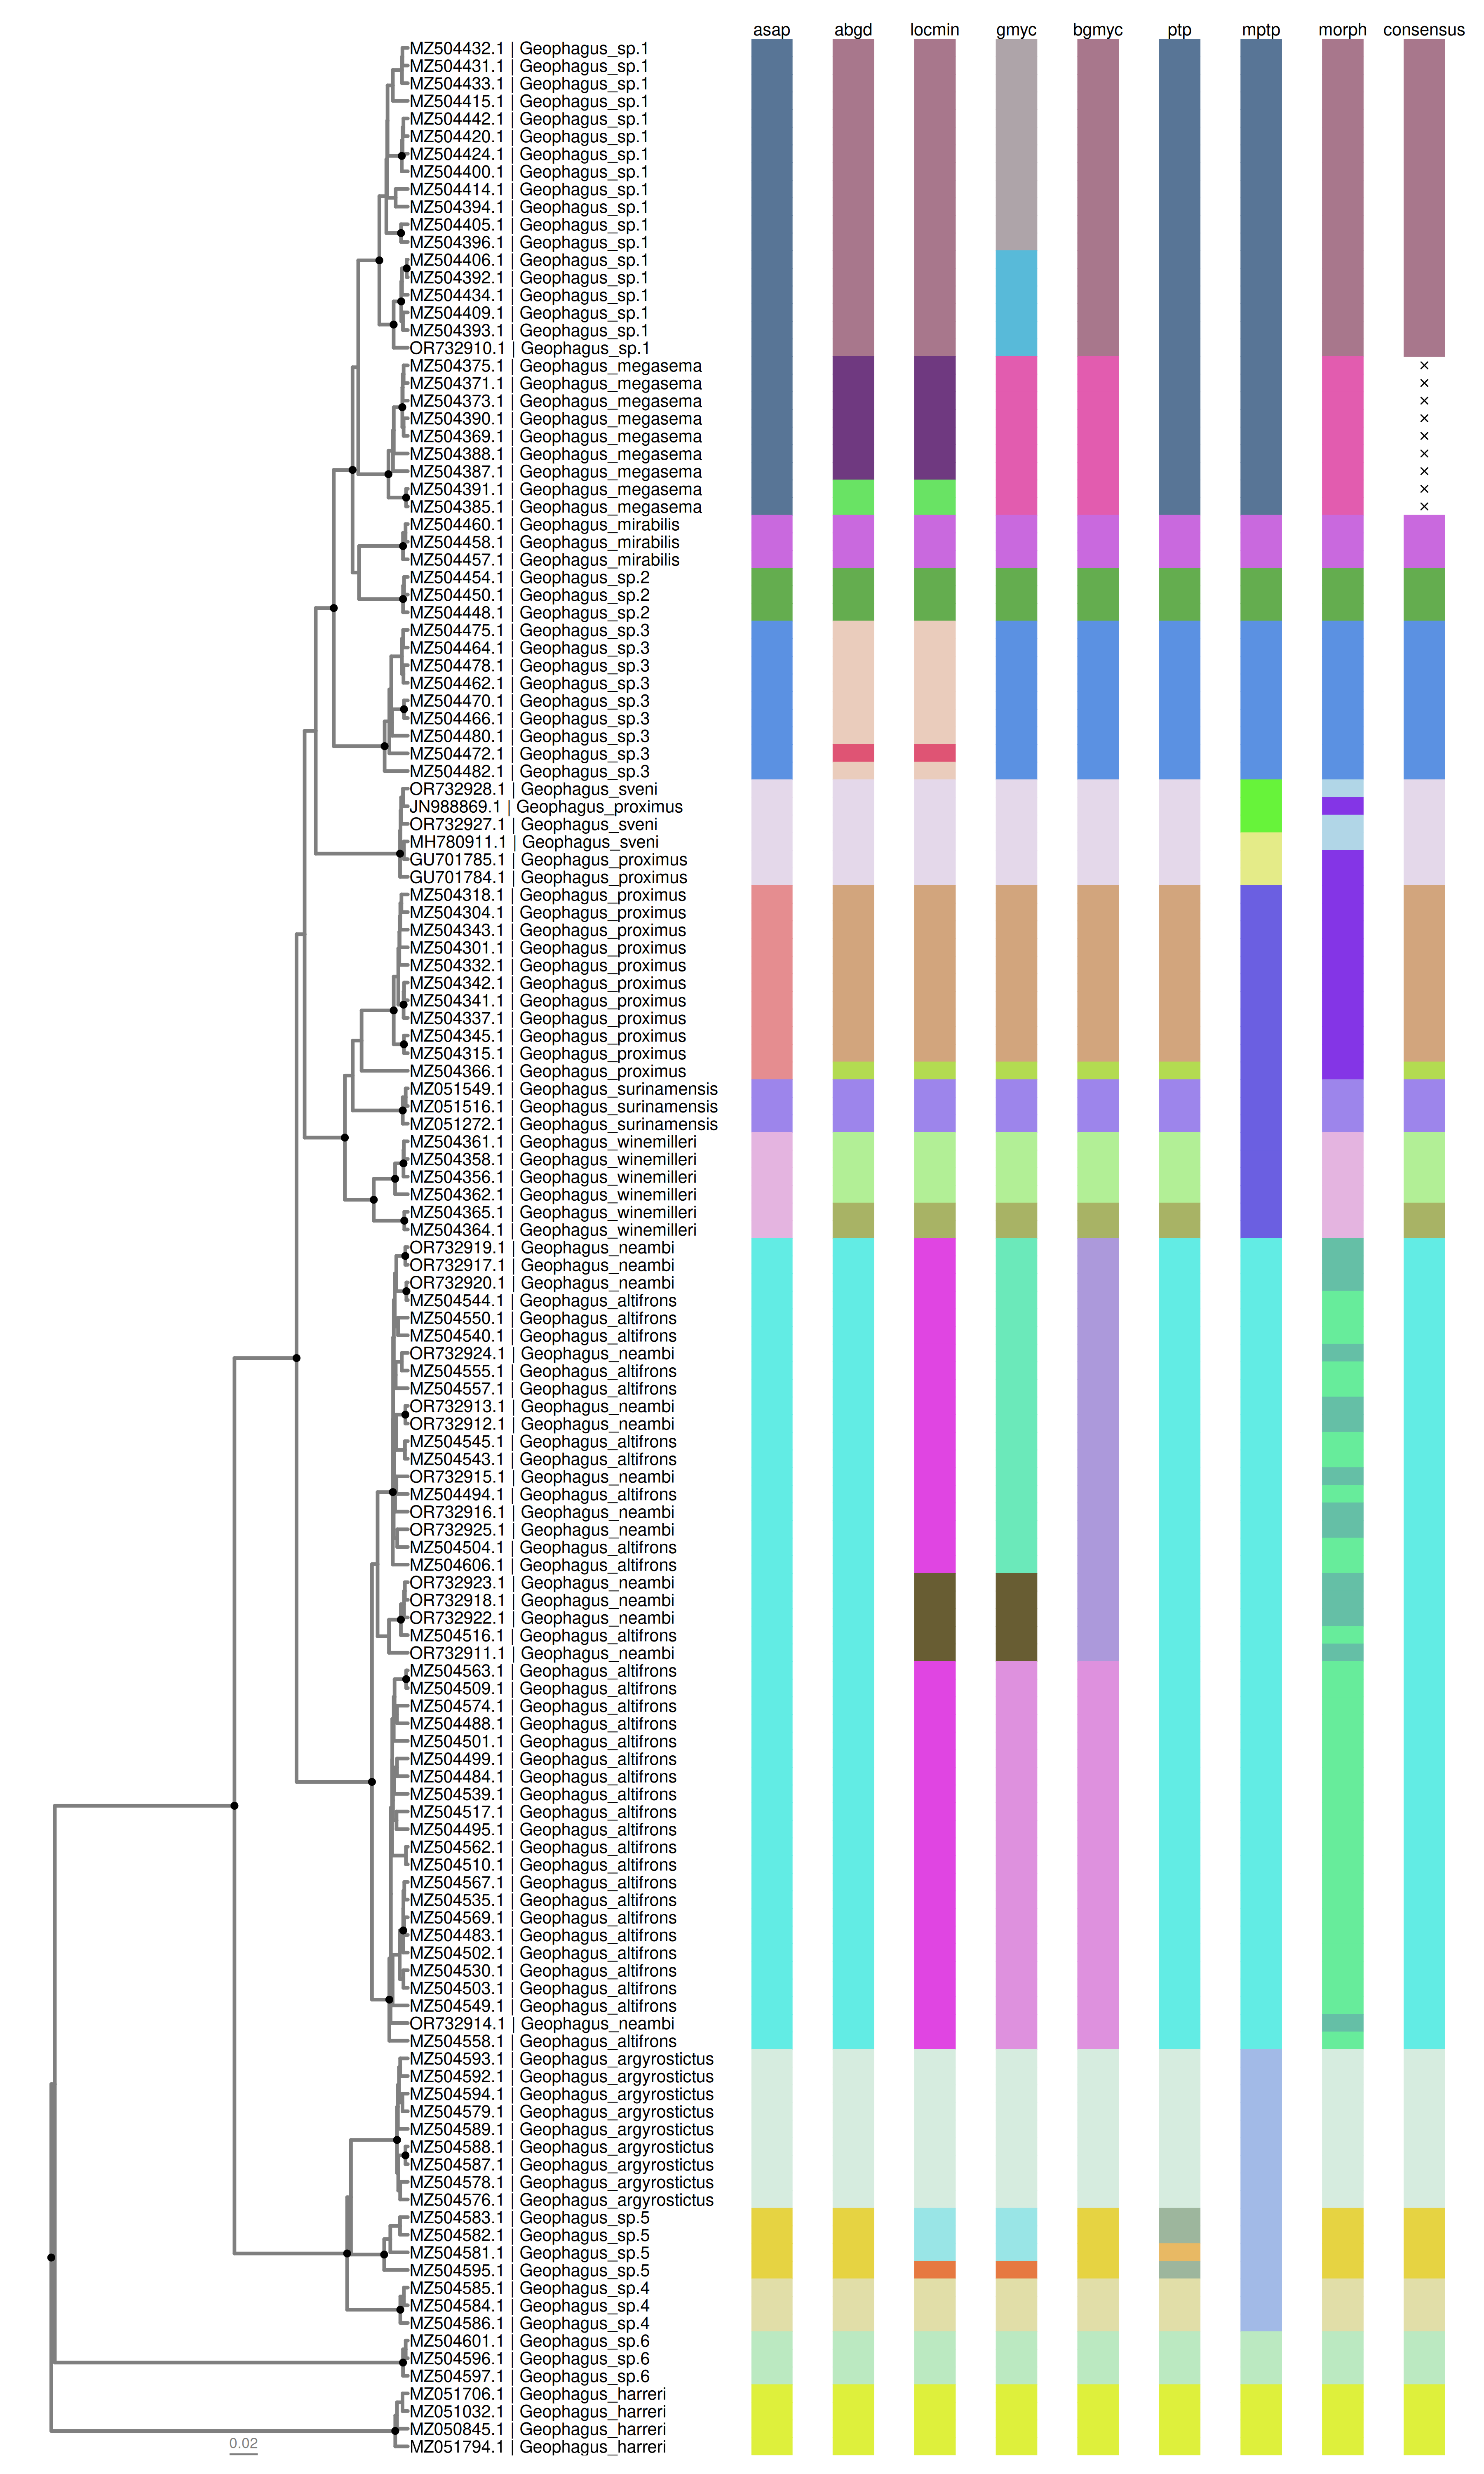 asap abgd locmin gmyc bgmyc ptp mptp morph consensus
MZ504432.1 | Geophagus_sp.1
MZ504431.1 | Geophagus_sp.1
MZ504433.1 | Geophagus_sp.1
MZ504415.1 | Geophagus_sp.1
MZ504442.1 | Geophagus_sp.1
MZ504420.1 | Geophagus_sp.1
MZ504424.1 | Geophagus_sp.1
MZ504400.1 | Geophagus_sp.1
MZ504414.1 | Geophagus_sp.1
MZ504394.1 | Geophagus_sp.1
MZ504405.1 | Geophagus_sp.1
MZ504396.1 | Geophagus_sp.1
MZ504406.1 | Geophagus_sp.1
MZ504392.1 | Geophagus_sp.1
MZ504434.1 | Geophagus_sp.1
MZ504409.1 | Geophagus_sp.1
MZ504393.1 | Geophagus_sp.1
OR732910.1 | Geophagus_sp.1
MZ504375.1 | Geophagus_megasema ×
MZ504371.1 | Geophagus_megasema ×
MZ504373.1 | Geophagus_megasema ×
MZ504390.1 | Geophagus_megasema ×
MZ504369.1 | Geophagus_megasema ×
MZ504388.1 | Geophagus_megasema ×
MZ504387.1 | Geophagus_megasema ×
MZ504391.1 | Geophagus_megasema ×
MZ504385.1 | Geophagus_megasema ×
MZ504460.1 | Geophagus_mirabilis
MZ504458.1 | Geophagus_mirabilis
MZ504457.1 | Geophagus_mirabilis
MZ504454.1 | Geophagus_sp.2
MZ504450.1 | Geophagus_sp.2
MZ504448.1 | Geophagus_sp.2
MZ504475.1 | Geophagus_sp.3
MZ504464.1 | Geophagus_sp.3
MZ504478.1 | Geophagus_sp.3
MZ504462.1 | Geophagus_sp.3
MZ504470.1 | Geophagus_sp.3
MZ504466.1 | Geophagus_sp.3
MZ504480.1 | Geophagus_sp.3
MZ504472.1 | Geophagus_sp.3
MZ504482.1 | Geophagus_sp.3
OR732928.1 | Geophagus_sveni
JN988869.1 | Geophagus_proximus
OR732927.1 | Geophagus_sveni
MH780911.1 | Geophagus_sveni
GU701785.1 | Geophagus_proximus
GU701784.1 | Geophagus_proximus
MZ504318.1 | Geophagus_proximus
MZ504304.1 | Geophagus_proximus
MZ504343.1 | Geophagus_proximus
MZ504301.1 | Geophagus_proximus
MZ504332.1 | Geophagus_proximus
MZ504342.1 | Geophagus_proximus
MZ504341.1 | Geophagus_proximus
MZ504337.1 | Geophagus_proximus
MZ504345.1 | Geophagus_proximus
MZ504315.1 | Geophagus_proximus
MZ504366.1 | Geophagus_proximus
MZ051549.1 | Geophagus_surinamensis
MZ051516.1 | Geophagus_surinamensis
MZ051272.1 | Geophagus_surinamensis
MZ504361.1 | Geophagus_winemilleri
MZ504358.1 | Geophagus_winemilleri
MZ504356.1 | Geophagus_winemilleri
MZ504362.1 | Geophagus_winemilleri
MZ504365.1 | Geophagus_winemilleri
MZ504364.1 | Geophagus_winemilleri
OR732919.1 | Geophagus_neambi
OR732917.1 | Geophagus_neambi
OR732920.1 | Geophagus_neambi
MZ504544.1 | Geophagus_altifrons
MZ504550.1 | Geophagus_altifrons
MZ504540.1 | Geophagus_altifrons
OR732924.1 | Geophagus_neambi
MZ504555.1 | Geophagus_altifrons
MZ504557.1 | Geophagus_altifrons
OR732913.1 | Geophagus_neambi
OR732912.1 | Geophagus_neambi
MZ504545.1 | Geophagus_altifrons
MZ504543.1 | Geophagus_altifrons
OR732915.1 | Geophagus_neambi
MZ504494.1 | Geophagus_altifrons
OR732916.1 | Geophagus_neambi
OR732925.1 | Geophagus_neambi
MZ504504.1 | Geophagus_altifrons
MZ504606.1 | Geophagus_altifrons
OR732923.1 | Geophagus_neambi
OR732918.1 | Geophagus_neambi
OR732922.1 | Geophagus_neambi
MZ504516.1 | Geophagus_altifrons
OR732911.1 | Geophagus_neambi
MZ504563.1 | Geophagus_altifrons
MZ504509.1 | Geophagus_altifrons
MZ504574.1 | Geophagus_altifrons
MZ504488.1 | Geophagus_altifrons
MZ504501.1 | Geophagus_altifrons
MZ504499.1 | Geophagus_altifrons
MZ504484.1 | Geophagus_altifrons
MZ504539.1 | Geophagus_altifrons
MZ504517.1 | Geophagus_altifrons
MZ504495.1 | Geophagus_altifrons
MZ504562.1 | Geophagus_altifrons
MZ504510.1 | Geophagus_altifrons
MZ504567.1 | Geophagus_altifrons
MZ504535.1 | Geophagus_altifrons
MZ504569.1 | Geophagus_altifrons
MZ504483.1 | Geophagus_altifrons
MZ504502.1 | Geophagus_altifrons
MZ504530.1 | Geophagus_altifrons
MZ504503.1 | Geophagus_altifrons
MZ504549.1 | Geophagus_altifrons
OR732914.1 | Geophagus_neambi
MZ504558.1 | Geophagus_altifrons
MZ504593.1 | Geophagus_argyrostictus
MZ504592.1 | Geophagus_argyrostictus
MZ504594.1 | Geophagus_argyrostictus
MZ504579.1 | Geophagus_argyrostictus
MZ504589.1 | Geophagus_argyrostictus
MZ504588.1 | Geophagus_argyrostictus
MZ504587.1 | Geophagus_argyrostictus
MZ504578.1 | Geophagus_argyrostictus
MZ504576.1 | Geophagus_argyrostictus
MZ504583.1 | Geophagus_sp.5
MZ504582.1 | Geophagus_sp.5
MZ504581.1 | Geophagus_sp.5
MZ504595.1 | Geophagus_sp.5
MZ504585.1 | Geophagus_sp.4
MZ504584.1 | Geophagus_sp.4
MZ504586.1 | Geophagus_sp.4
MZ504601.1 | Geophagus_sp.6
MZ504596.1 | Geophagus_sp.6
MZ504597.1 | Geophagus_sp.6
MZ051706.1 | Geophagus_harreri
MZ051032.1 | Geophagus_harreri
MZ050845.1 | Geophagus_harreri
MZ051794.1 | Geophagus_harreri
0.02